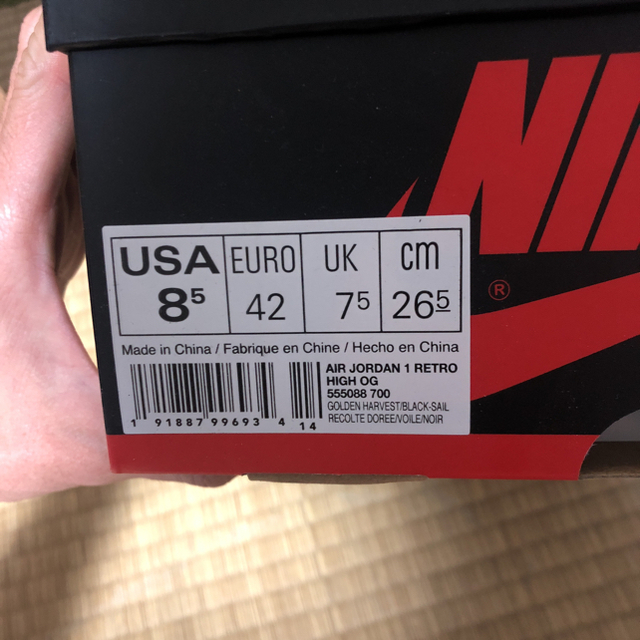 NI
®
USA EURO UK cm
8⁵ 42 7⁵ 26⁵
Made in China / Fabrique en Chine / Hecho en China
AIR JORDAN 1 RETRO
HIGH OG
555088 700
GOLDEN HARVEST/BLACK-SAIL
RECOLTE DOREE/VOILE/NOIR
1 91887 99693 4 14